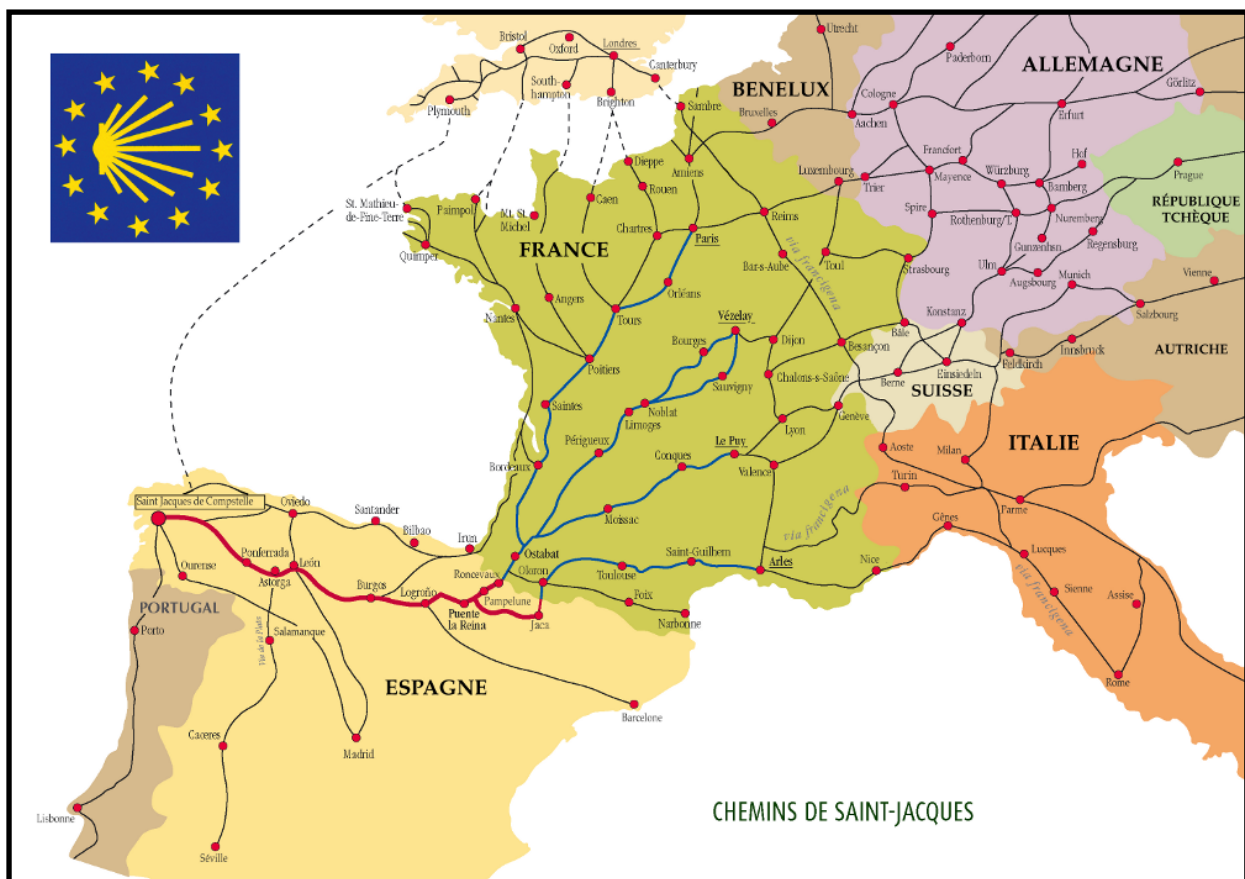 Bristol
Oxford
Londres
Canterbury
South-
hampton
Brighton
Plymouth
Utrecht
Paderborn
ALLEMAGNE
BENELUX
Cologne
Görlitz
Sambre
Bruxelles
Aachen
Erfurt
Dieppe
Amiens
Francfort
Hof
Luxembourg
Trier
Mayence
Würzburg
Bamberg
Prague
Rouen
St. Mathieu-
de-Fine-Terre
Paimpol
Mt. St.
Michel
Caen
Reims
Spire
Rothenburg/T.
Nuremberg
RÉPUBLIQUE
TCHÈQUE
Chartres
Paris
FRANCE
Quimper
via francigena
Gunzenhsn
Regensburg
Bar-s-Aube
Toul
Strasbourg
Ulm
Augsbourg
Munich
Vienne
Orléans
Angers
Nantes
Tours
Vézelay
Konstanz
Salzbourg
Bourges
Dijon
Besançon
Bâle
Innsbruck
AUTRICHE
Feldkirch
Poitiers
Sauvigny
Chalons-s-Saône
Berne
Einsiedeln
SUISSE
Saintes
Noblat
Limoges
Genève
Lyon
ITALIE
Périgueux
Le Puy
Aoste
Milan
Bordeaux
Conques
Valence
Turin
Parme
Saint Jacques de Compstelle
Oviedo
Santander
Moissac
via francigena
Gênes
Bilbao
Irun
Ostabat
Saint-Guilhem
Arles
Nice
Lucques
Ponferrada
León
Roncevaux
Oloron
Toulouse
Ourense
Astorga
Burgos
Logroño
Pampelune
Foix
via francigena
Sienne
Assise
PORTUGAL
Puente
la Reina
Jaca
Narbonne
Porto
Salamanque
Via de la Plata
ESPAGNE
Rome
Barcelone
Caceres
Madrid
Lisbonne
CHEMINS DE SAINT-JACQUES
Séville